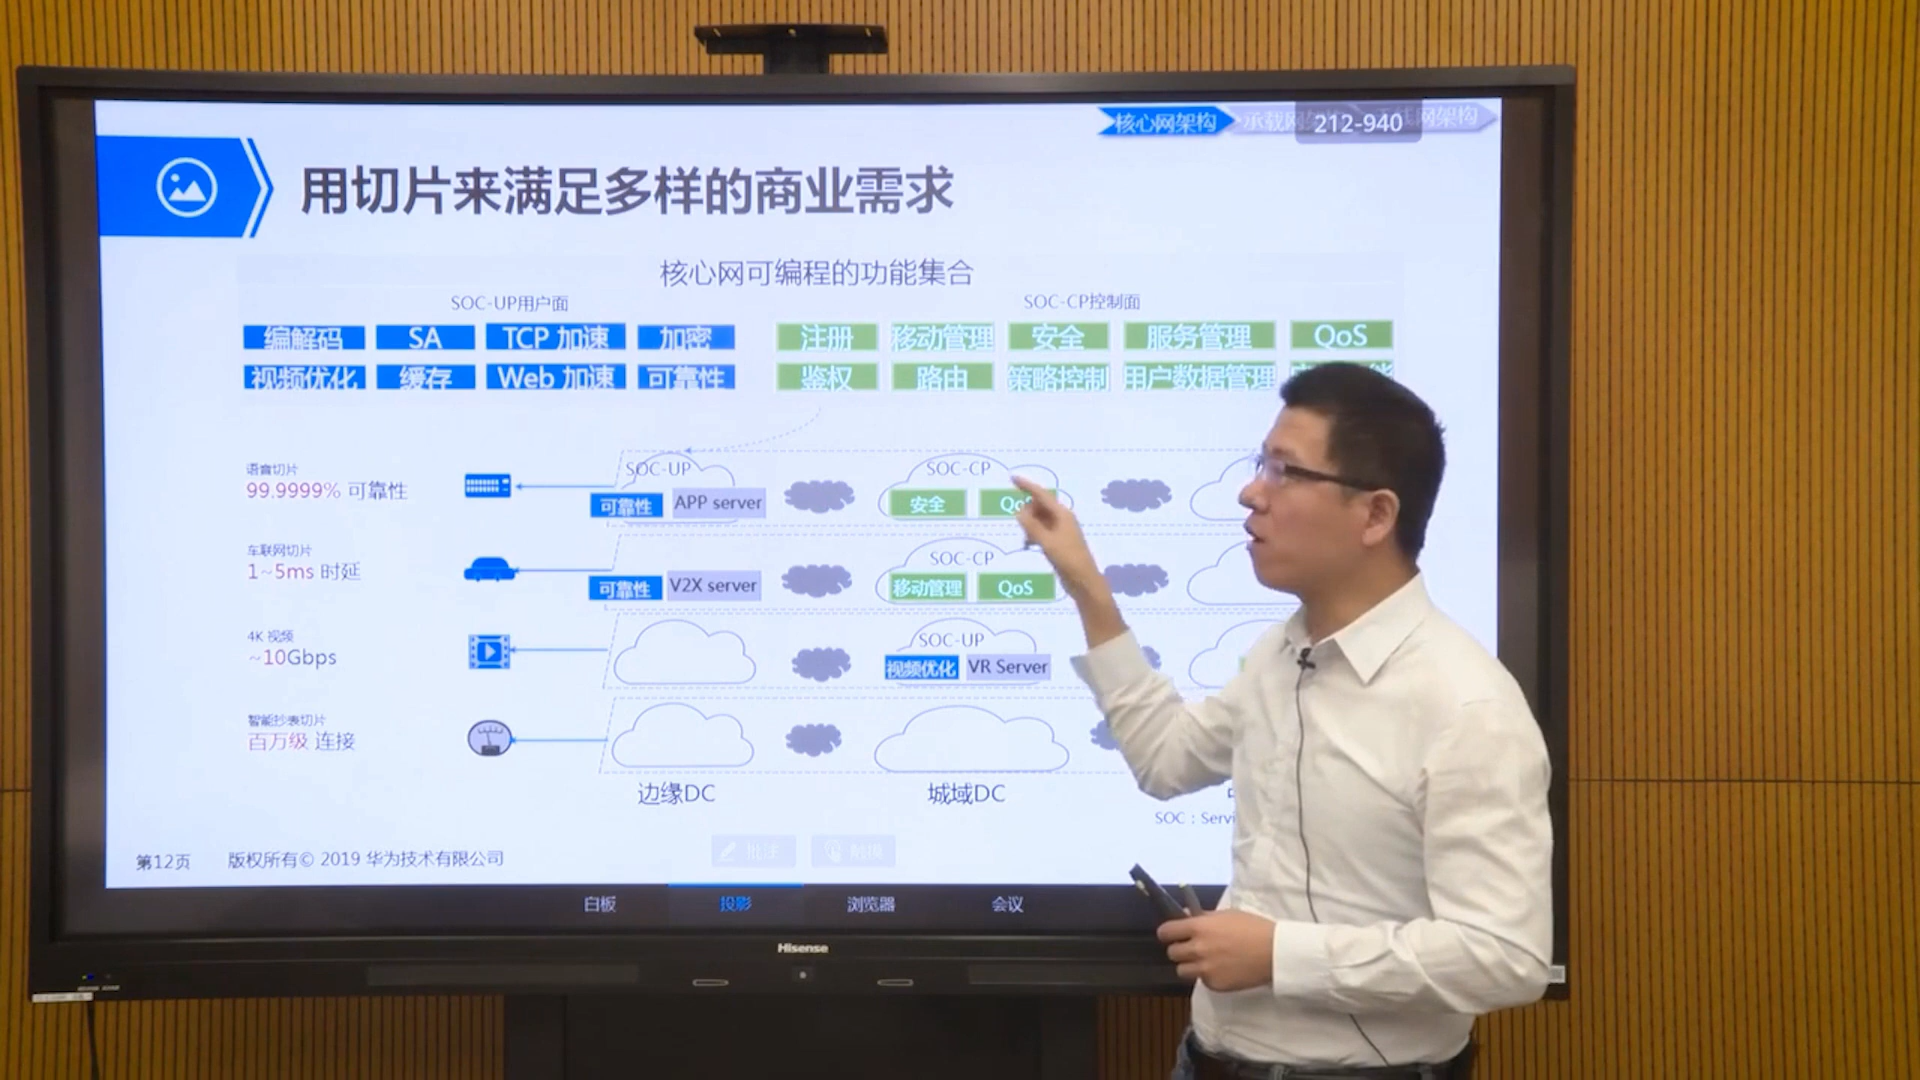 核心网架构
212-940
网架构
用切片来满足多样的商业需求
核心网可编程的功能集合
SOC-UP用户面
SOC-CP控制面
编解码 SA TCP 加速 加密 注册 移动管理 安全 服务管理 QoS
视频优化 缓存 Web 加速 可靠性 鉴权 路由 策略控制 用户数据管理
语音切片
99.9999% 可靠性
SOC-UP
可靠性 APP server
SOC-CP
安全 QoS
车联网切片
1~5ms 时延
可靠性 V2X server
SOC-CP
移动管理 QoS
4K 视频
~10Gbps
SOC-UP
视频优化 VR Server
智能抄表切片
百万级 连接
边缘DC 城域DC
SOC：Servi
第12页 版权所有© 2019 华为技术有限公司
批注
白板 投影 浏览器 会议
Hisense